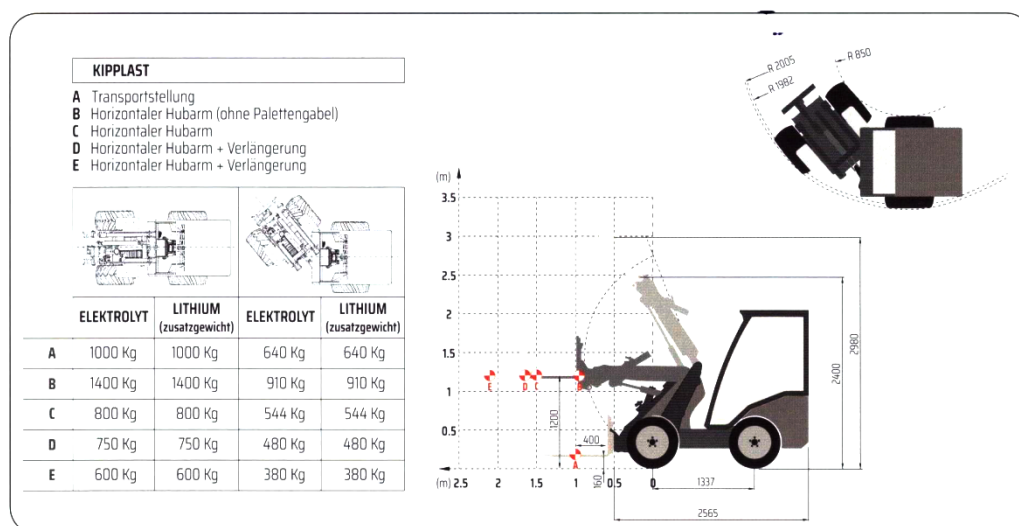 KIPPLAST
A Transportstellung
B Horizontaler Hubarm (ohne Palettengabel)
C Horizontaler Hubarm
D Horizontaler Hubarm + Verlängerung
E Horizontaler Hubarm + Verlängerung
ELEKTROLYT LITHIUM (zusatzgewicht) ELEKTROLYT LITHIUM (zusatzgewicht)
A 1000 Kg 1000 Kg 640 Kg 640 Kg
B 1400 Kg 1400 Kg 910 Kg 910 Kg
C 800 Kg 800 Kg 544 Kg 544 Kg
D 750 Kg 750 Kg 480 Kg 480 Kg
E 600 Kg 600 Kg 380 Kg 380 Kg
R 2005
R 1982
R 850
(m)
3.5
3
2.5
2
1.5
1
0.5
0
E D C B
A
1200
400
160
2400
2980
(m) 2.5 2 1.5 1 0.5 0
1337
2565